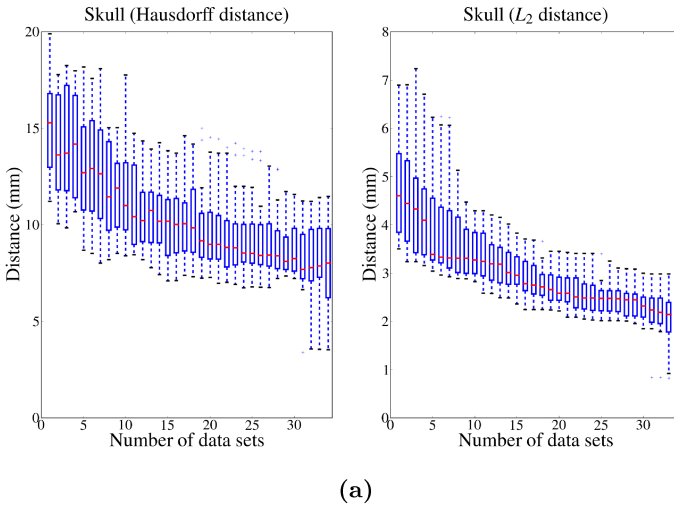 Skull (Hausdorff distance)
20
15
10
5
0
Distance (mm)
0 5 10 15 20 25 30
Number of data sets
Skull (L2 distance)
8
7
6
5
4
3
2
1
0
Distance (mm)
0 5 10 15 20 25 30
Number of data sets
(a)